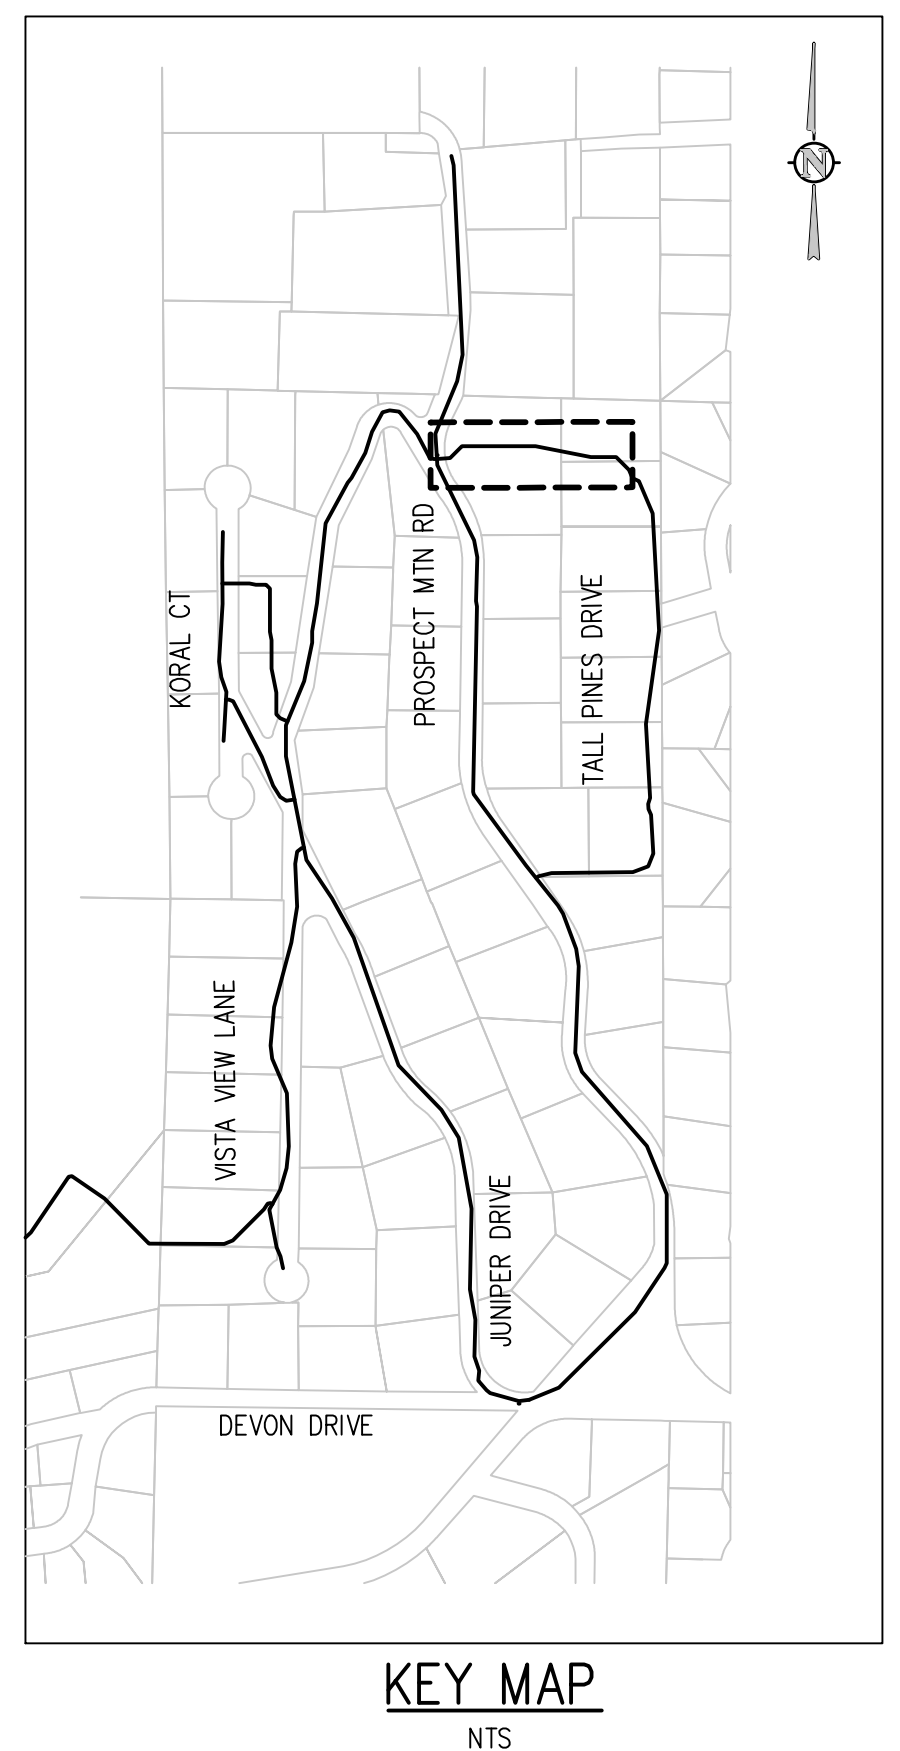 N
PROSPECT MTN RD
TALL PINES DRIVE
KORAL CT
VISTA VIEW LANE
JUNIPER DRIVE
DEVON DRIVE
KEY MAP
NTS